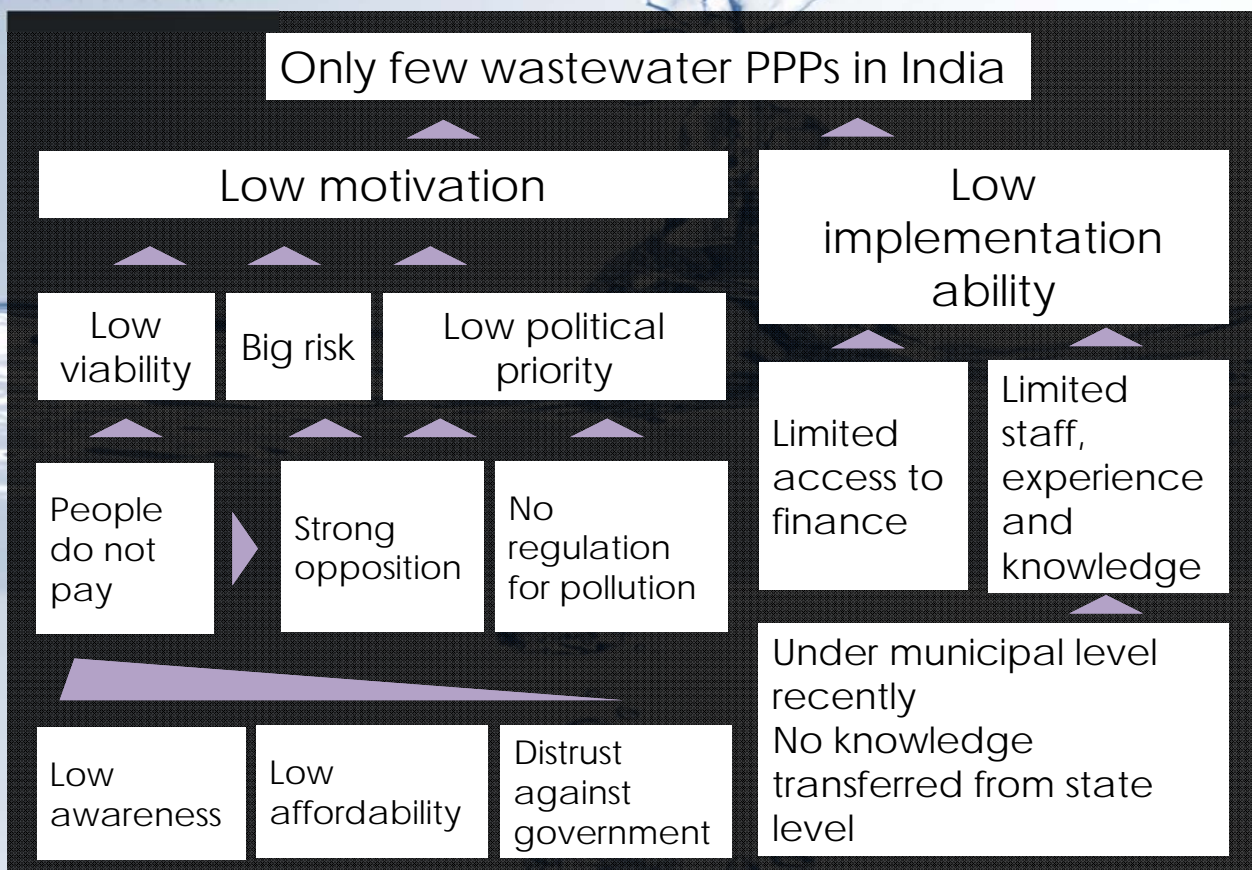 Only few wastewater PPPs in India
Low motivation
Low
implementation
ability
Low
viability
Big risk
Low political
priority
Limited
access to
finance
Limited
staff,
experience
and
knowledge
People
do not
pay
Strong
opposition
No
regulation
for pollution
Under municipal level
recently
No knowledge
transferred from state
level
Low
awareness
Low
affordability
Distrust
against
government